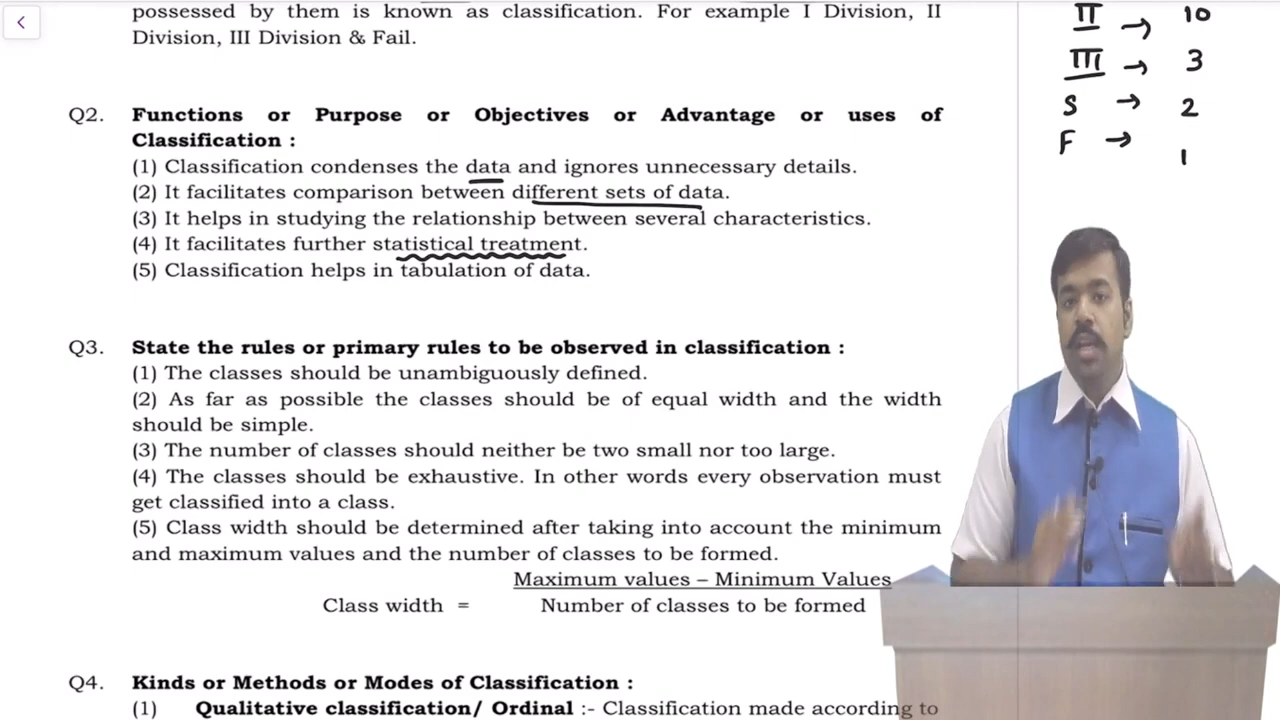 possessed by them is known as classification. For example I Division, II
Division, III Division & Fail.
Q2. Functions or Purpose or Objectives or Advantage or uses of
Classification :
(1) Classification condenses the data and ignores unnecessary details.
(2) It facilitates comparison between different sets of data.
(3) It helps in studying the relationship between several characteristics.
(4) It facilitates further statistical treatment.
(5) Classification helps in tabulation of data.
Q3. State the rules or primary rules to be observed in classification :
(1) The classes should be unambiguously defined.
(2) As far as possible the classes should be of equal width and the width
should be simple.
(3) The number of classes should neither be two small nor too large.
(4) The classes should be exhaustive. In other words every observation must
get classified into a class.
(5) Class width should be determined after taking into account the minimum
and maximum values and the number of classes to be formed.
Maximum values – Minimum Values
Class width = Number of classes to be formed
Q4. Kinds or Methods or Modes of Classification :
(1) Qualitative classification/ Ordinal :- Classification made according to
II → 10
III → 3
S → 2
F → 1